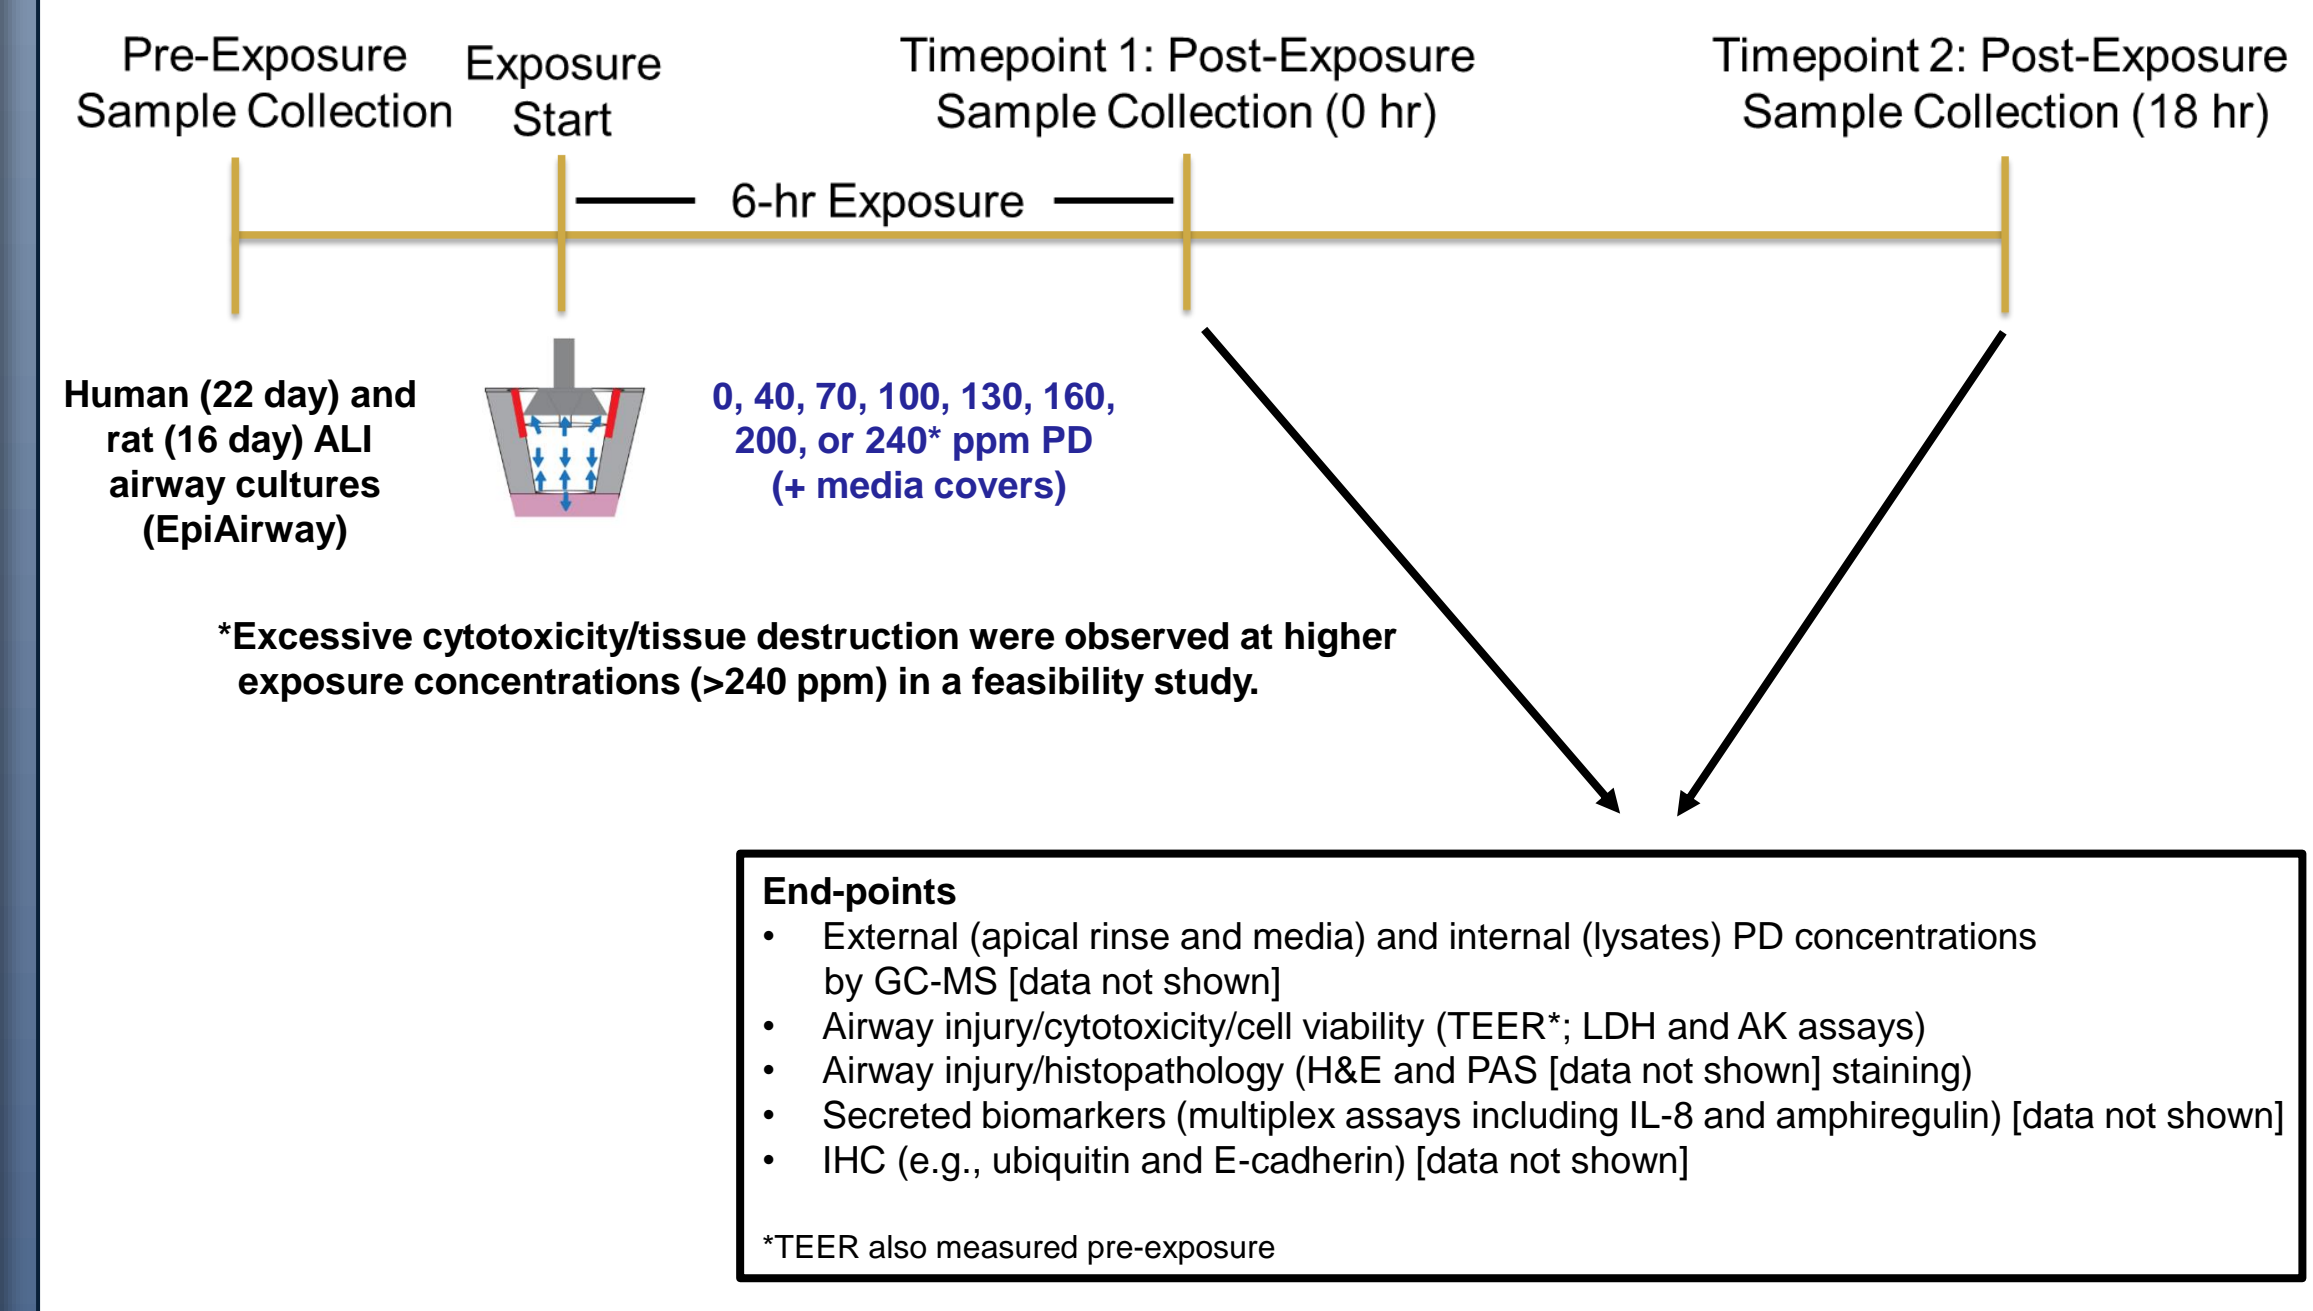 Pre-Exposure
Sample Collection
Exposure
Start
Timepoint 1: Post-Exposure
Sample Collection (0 hr)
Timepoint 2: Post-Exposure
Sample Collection (18 hr)
6-hr Exposure
Human (22 day) and
rat (16 day) ALI
airway cultures
(EpiAirway)
0, 40, 70, 100, 130, 160,
200, or 240* ppm PD
(+ media covers)
*Excessive cytotoxicity/tissue destruction were observed at higher
exposure concentrations (>240 ppm) in a feasibility study.
End-points
• External (apical rinse and media) and internal (lysates) PD concentrations
by GC-MS [data not shown]
• Airway injury/cytotoxicity/cell viability (TEER*; LDH and AK assays)
• Airway injury/histopathology (H&E and PAS [data not shown] staining)
• Secreted biomarkers (multiplex assays including IL-8 and amphiregulin) [data not shown]
• IHC (e.g., ubiquitin and E-cadherin) [data not shown]
*TEER also measured pre-exposure